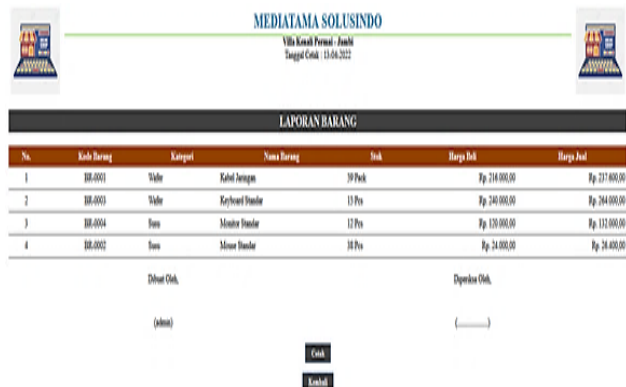 MEDIATAMA SOLUSINDO
Villa Kenali Permai - Jambi
Tanggal Cetak : 13-04-2022
LAPORAN BARANG
No. Kode Barang Kategori Nama Barang Stok Harga Beli Harga Jual
1 BR-0001 Wafer Kabel Jaringan 39 Pack Rp. 216.000,00 Rp. 237.600,00
2 BR-0003 Wafer Keyboard Standar 13 Pcs Rp. 240.000,00 Rp. 264.000,00
3 BR-0004 Susu Monitor Standar 12 Pcs Rp. 120.000,00 Rp. 132.000,00
4 BR-0002 Susu Mouse Standar 38 Pcs Rp. 24.000,00 Rp. 26.400,00
Dibuat Oleh, Diperiksa Oleh,
(admin) (__________)
Cetak
Kembali